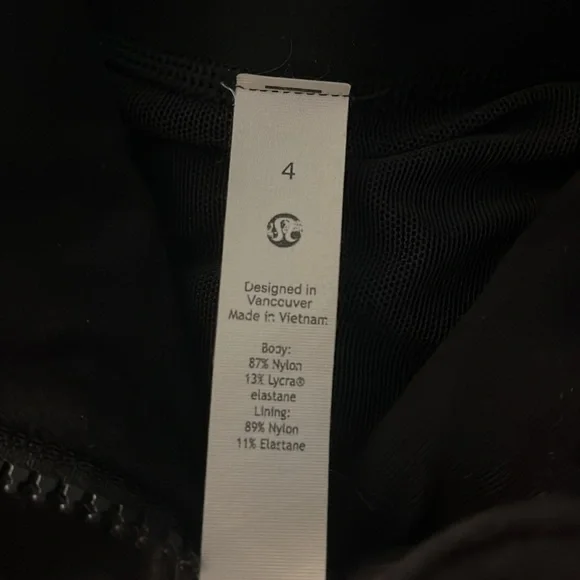 4
Designed in
Vancouver
Made in Vietnam
Body:
87% Nylon
13% Lycra®
elastane
Lining:
89% Nylon
11% Elastane